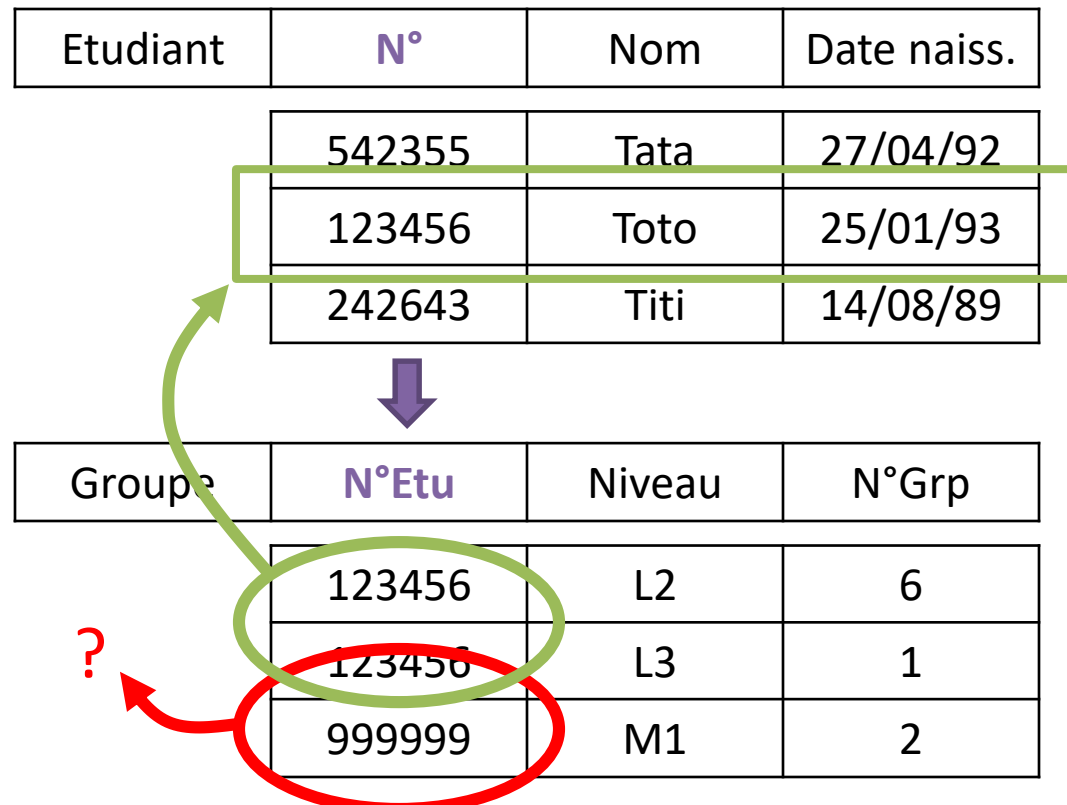 Etudiant N° Nom Date naiss.
542355 Tata 27/04/92
123456 Toto 25/01/93
242643 Titi 14/08/89
Groupe N°Etu Niveau N°Grp
123456 L2 6
? 123456 L3 1
999999 M1 2